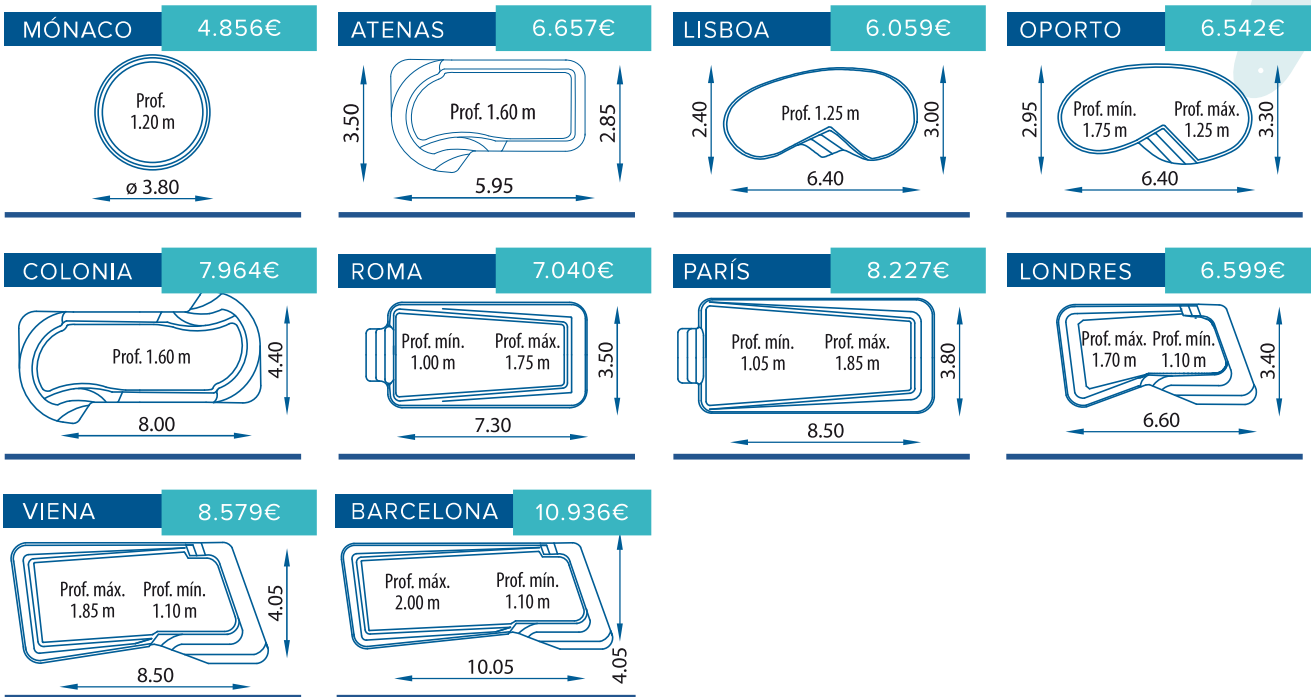 MÓNACO 4.856€
Prof.
1.20 m
ø 3.80
ATENAS 6.657€
3.50
Prof. 1.60 m
2.85
5.95
LISBOA 6.059€
2.40
Prof. 1.25 m
3.00
6.40
OPORTO 6.542€
2.95
Prof. mín. Prof. máx.
1.75 m 1.25 m
3.30
6.40
COLONIA 7.964€
Prof. 1.60 m
4.40
8.00
ROMA 7.040€
Prof. mín. Prof. máx.
1.00 m 1.75 m
3.50
7.30
PARÍS 8.227€
Prof. mín. Prof. máx.
1.05 m 1.85 m
3.80
8.50
LONDRES 6.599€
Prof. máx. Prof. mín.
1.70 m 1.10 m
3.40
6.60
VIENA 8.579€
Prof. máx. Prof. mín.
1.85 m 1.10 m
4.05
8.50
BARCELONA 10.936€
Prof. máx. Prof. mín.
2.00 m 1.10 m
4.05
10.05